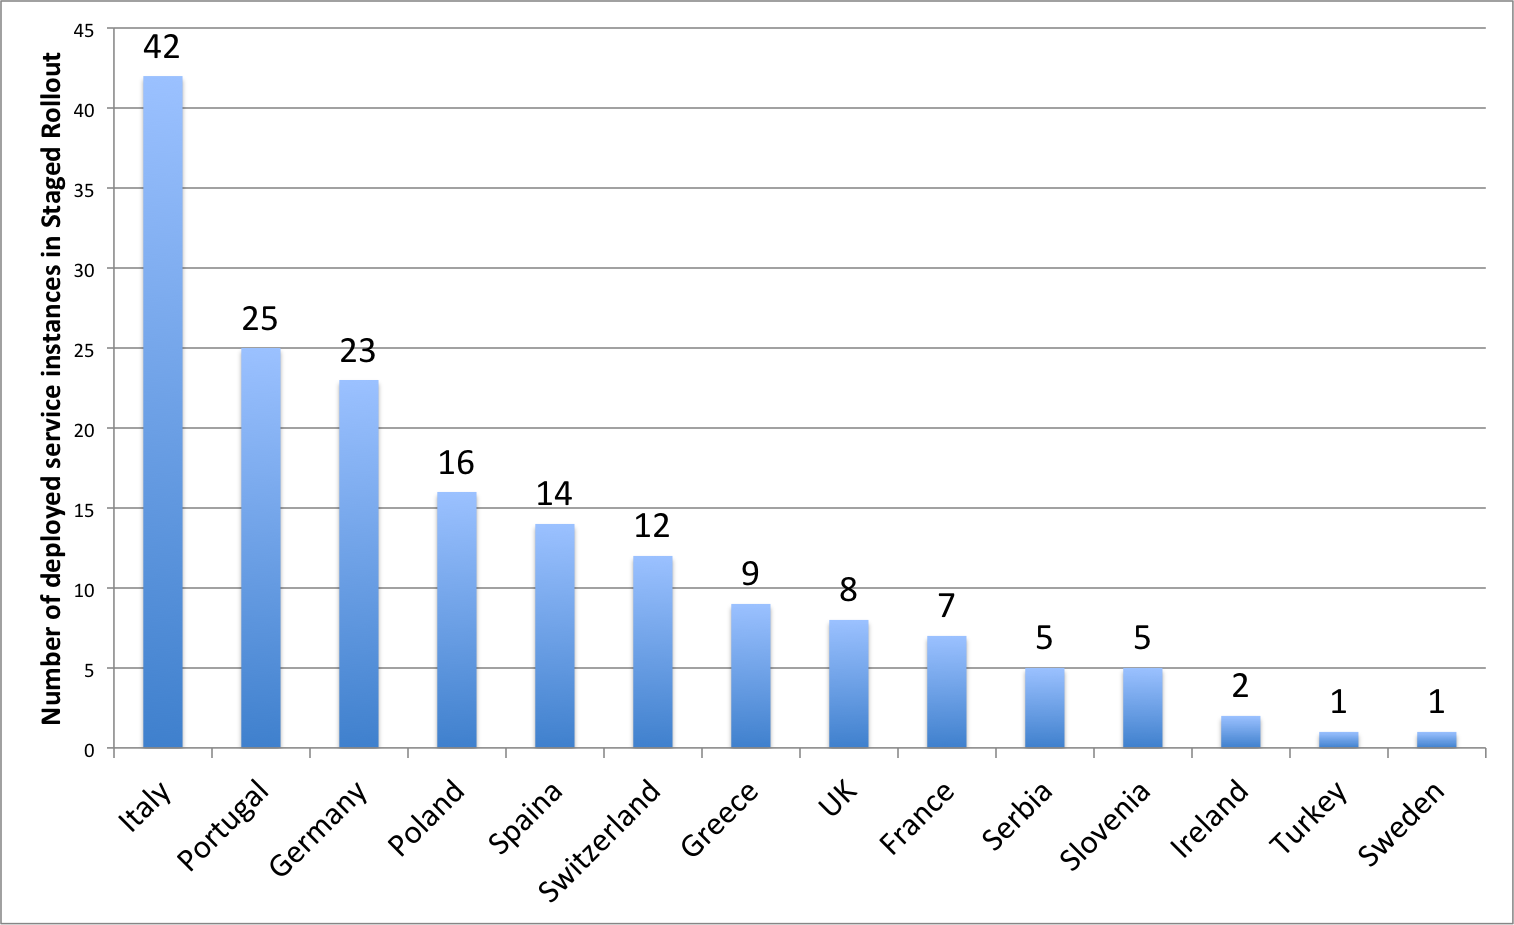 Number of deployed service instances in Staged Rollout
45
40
35
30
25
20
15
10
5
0
42
25
23
16
14
12
9
8
7
5
5
2
1
1
Italy
Portugal
Germany
Poland
Spaina
Switzerland
Greece
UK
France
Serbia
Slovenia
Ireland
Turkey
Sweden